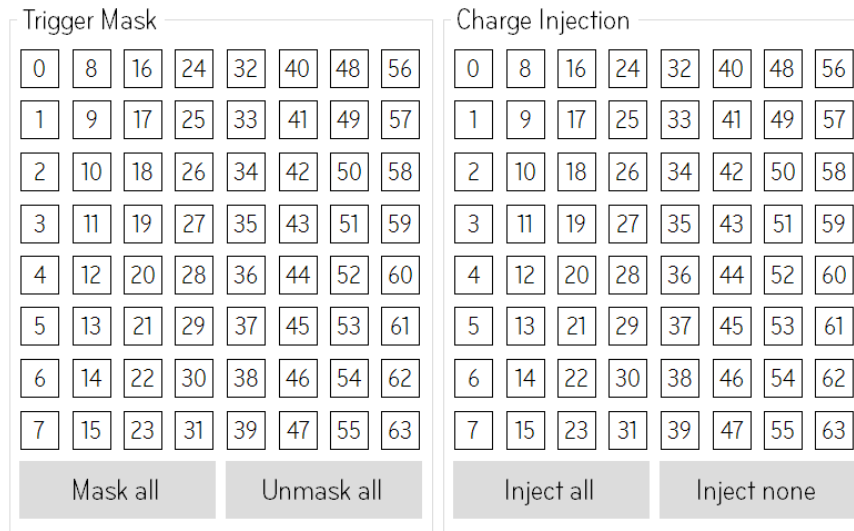 Trigger Mask Charge Injection
0 8 16 24 32 40 48 56 0 8 16 24 32 40 48 56
1 9 17 25 33 41 49 57 1 9 17 25 33 41 49 57
2 10 18 26 34 42 50 58 2 10 18 26 34 42 50 58
3 11 19 27 35 43 51 59 3 11 19 27 35 43 51 59
4 12 20 28 36 44 52 60 4 12 20 28 36 44 52 60
5 13 21 29 37 45 53 61 5 13 21 29 37 45 53 61
6 14 22 30 38 46 54 62 6 14 22 30 38 46 54 62
7 15 23 31 39 47 55 63 7 15 23 31 39 47 55 63
Mask all Unmask all Inject all Inject none